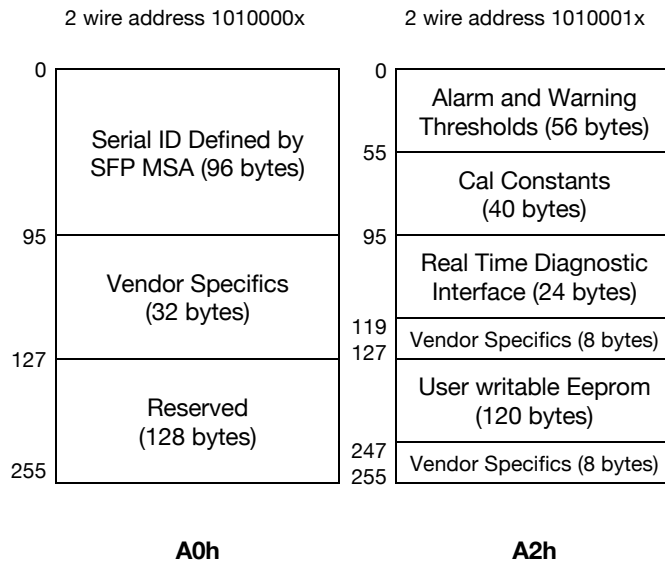 2 wire address 1010000x
0
Serial ID Defined by
SFP MSA (96 bytes)
95
Vendor Specifics
(32 bytes)
127
Reserved
(128 bytes)
255
A0h
2 wire address 1010001x
0
Alarm and Warning
Thresholds (56 bytes)
55
Cal Constants
(40 bytes)
95
Real Time Diagnostic
Interface (24 bytes)
119
Vendor Specifics (8 bytes)
127
User writable Eeprom
(120 bytes)
247
Vendor Specifics (8 bytes)
255
A2h